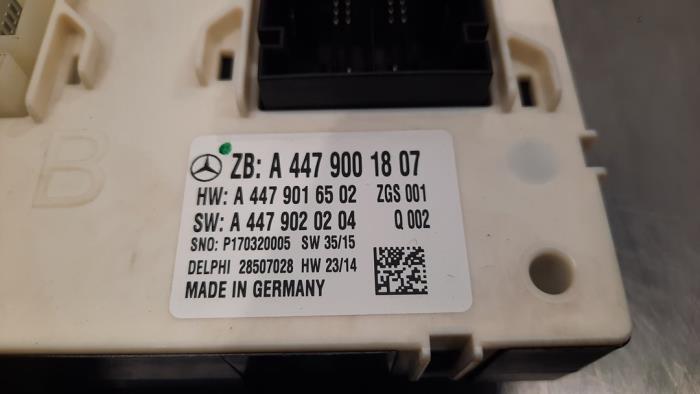 B
ZB: A 447 900 18 07
HW: A 447 901 65 02 ZGS 001
SW: A 447 902 02 04 Q 002
SNO: P170320005 SW 35/15
DELPHI 28507028 HW 23/14
MADE IN GERMANY